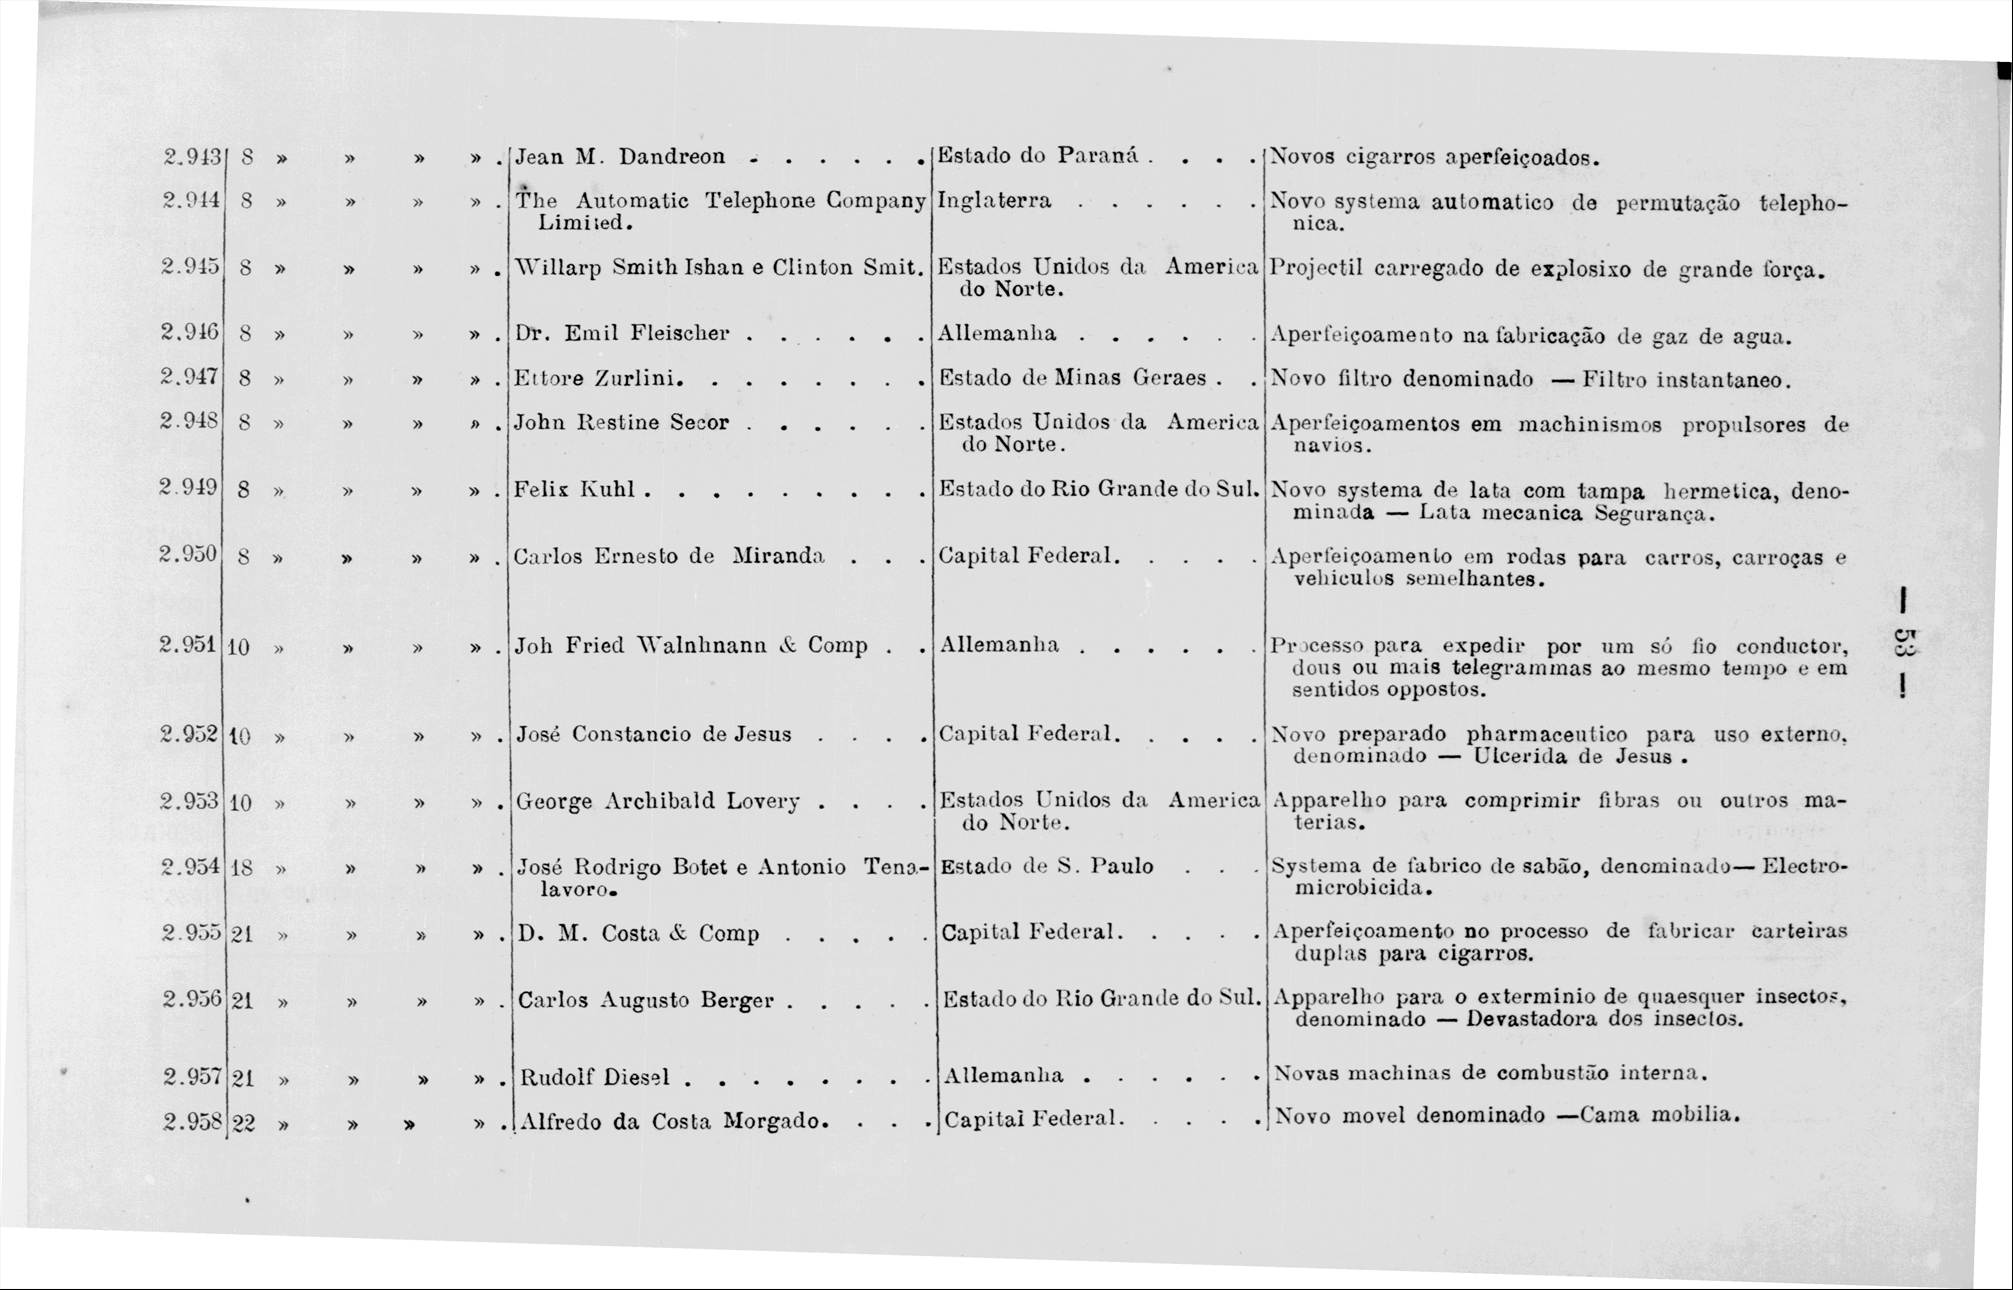 2.943 8 » » » » . Jean M. Dandreon - . . . . . Estado do Paraná . . . . Novos cigarros aperfeiçoados.
2.944 8 » » » » . The Automatic Telephone Company Inglaterra . . . . . . Novo systema automatico de permutação telepho-
Limited. nica.
2.945 8 » » » » . Willarp Smith Ishan e Clinton Smit. Estados Unidos da America Projectil carregado de explosixo de grande força.
do Norte.
2.946 8 » » » » . Dr. Emil Fleischer . . . . . . Allemanha . . . . . . Aperfeiçoamento na fabricação de gaz de agua.
2.947 8 » » » » . Ettore Zurlini. . . . . . . . Estado de Minas Geraes . . Novo filtro denominado — Filtro instantaneo.
2.948 8 » » » » . John Restine Secor . . . . . . Estados Unidos da America Aperfeiçoamentos em machinismos propulsores de
do Norte. navios.
2.949 8 » » » » . Felix Kuhl . . . . . . . . . Estado do Rio Grande do Sul. Novo systema de lata com tampa hermetica, deno-
minada — Lata mecanica Segurança.
2.950 8 » » » » . Carlos Ernesto de Miranda . . . Capital Federal. . . . . Aperfeiçoamento em rodas para carros, carroças e
vehiculos semelhantes.
2.951 10 » » » » . Joh Fried Walnhnann & Comp . . Allemanha . . . . . . Processo para expedir por um só fio conductor,
dous ou mais telegrammas ao mesmo tempo e em
sentidos oppostos.
2.952 10 » » » » . José Constancio de Jesus . . . . Capital Federal. . . . . Novo preparado pharmaceutico para uso externo,
denominado — Ulcerida de Jesus .
2.953 10 » » » » . George Archibald Lovery . . . . Estados Unidos da America Apparelho para comprimir fibras ou outros ma-
do Norte. terias.
2.954 18 » » » » . José Rodrigo Botet e Antonio Tena- Estado de S. Paulo . . . Systema de fabrico de sabão, denominado— Electro-
lavoro. microbicida.
2.955 21 » » » » . D. M. Costa & Comp . . . . . Capital Federal. . . . . Aperfeiçoamento no processo de fabricar carteiras
duplas para cigarros.
2.956 21 » » » » . Carlos Augusto Berger . . . . . Estado do Rio Grande do Sul. Apparelho para o exterminio de quaesquer insectos,
denominado — Devastadora dos insectos.
2.957 21 » » » » . Rudolf Diesel . . . . . . . . Allemanha . . . . . . Novas machinas de combustão interna.
2.958 22 » » » » . Alfredo da Costa Morgado. . . . Capital Federal. . . . . Novo movel denominado —Cama mobilia.
— 53 —